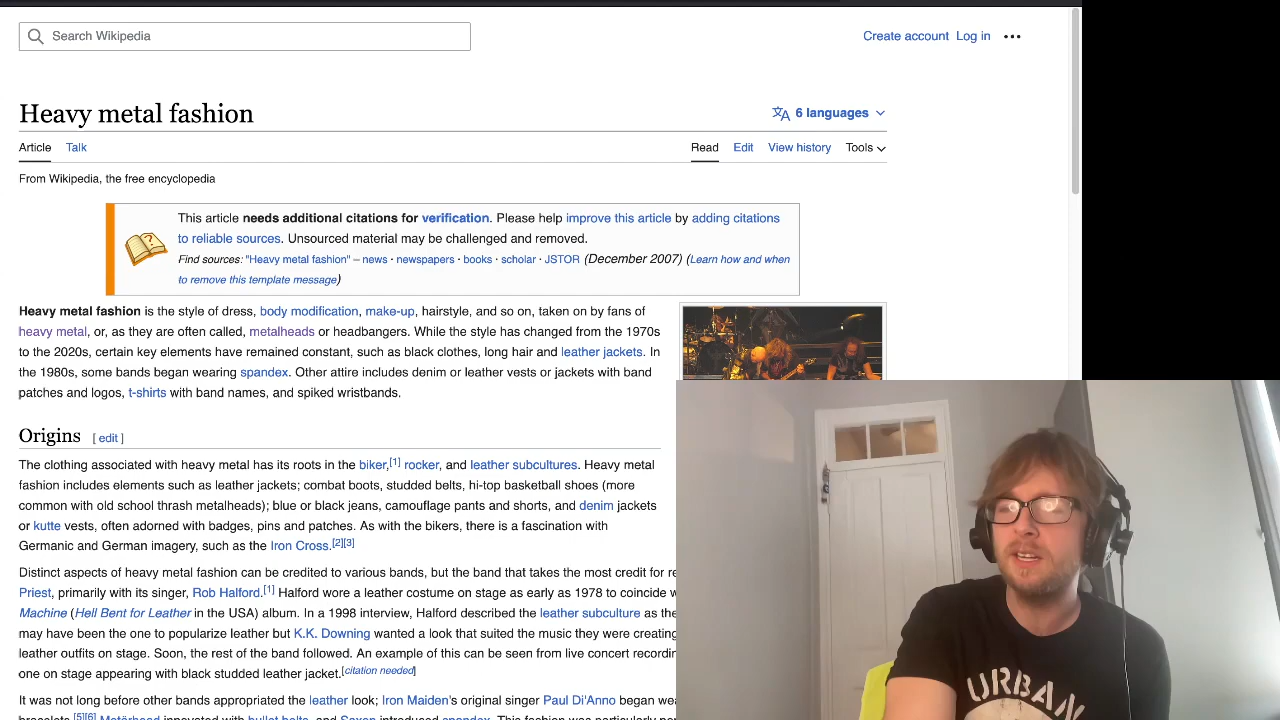 Search Wikipedia
Create account Log in
Heavy metal fashion
6 languages
Article Talk
Read Edit View history Tools
From Wikipedia, the free encyclopedia
This article needs additional citations for verification. Please help improve this article by adding citations
to reliable sources. Unsourced material may be challenged and removed.
Find sources: "Heavy metal fashion" – news · newspapers · books · scholar · JSTOR (December 2007) (Learn how and when
to remove this template message)
Heavy metal fashion is the style of dress, body modification, make-up, hairstyle, and so on, taken on by fans of
heavy metal, or, as they are often called, metalheads or headbangers. While the style has changed from the 1970s
to the 2020s, certain key elements have remained constant, such as black clothes, long hair and leather jackets. In
the 1980s, some bands began wearing spandex. Other attire includes denim or leather vests or jackets with band
patches and logos, t-shirts with band names, and spiked wristbands.
Origins [ edit ]
The clothing associated with heavy metal has its roots in the biker,[1] rocker, and leather subcultures. Heavy metal
fashion includes elements such as leather jackets; combat boots, studded belts, hi-top basketball shoes (more
common with old school thrash metalheads); blue or black jeans, camouflage pants and shorts, and denim jackets
or kutte vests, often adorned with badges, pins and patches. As with the bikers, there is a fascination with
Germanic and German imagery, such as the Iron Cross.[2][3]
Distinct aspects of heavy metal fashion can be credited to various bands, but the band that takes the most credit for
Priest, primarily with its singer, Rob Halford.[1] Halford wore a leather costume on stage as early as 1978 to coincide
Machine (Hell Bent for Leather in the USA) album. In a 1998 interview, Halford described the leather subculture as the
may have been the one to popularize leather but K.K. Downing wanted a look that suited the music they were creating
leather outfits on stage. Soon, the rest of the band followed. An example of this can be seen from live concert
one on stage appearing with black studded leather jacket.[citation needed]
It was not long before other bands appropriated the leather look; Iron Maiden's original singer Paul Di'Anno began
bracelets.[5][6] Motörhead innovated with bullet belts, and Saxon introduced spandex. This fashion was particularly
URBAN